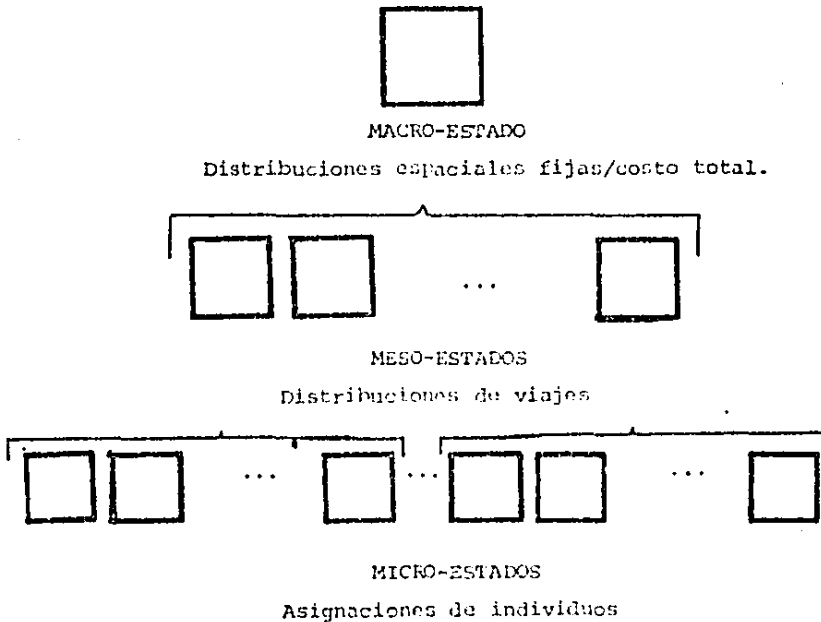 MACRO-ESTADO
Distribuciones espaciales fijas/costo total.
...
MESO-ESTADOS
Distribuciones de viajes
... ... ...
MICRO-ESTADOS
Asignaciones de individuos